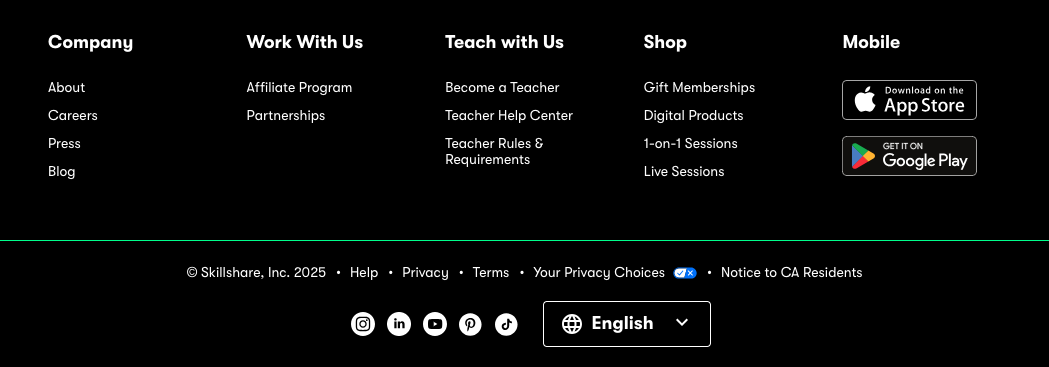 Company
About
Careers
Press
Blog
Work With Us
Affiliate Program
Partnerships
Teach with Us
Become a Teacher
Teacher Help Center
Teacher Rules &
Requirements
Shop
Gift Memberships
Digital Products
1-on-1 Sessions
Live Sessions
Mobile
Download on the
App Store
GET IT ON
Google Play
© Skillshare, Inc. 2025 • Help • Privacy • Terms • Your Privacy Choices • Notice to CA Residents
in
English